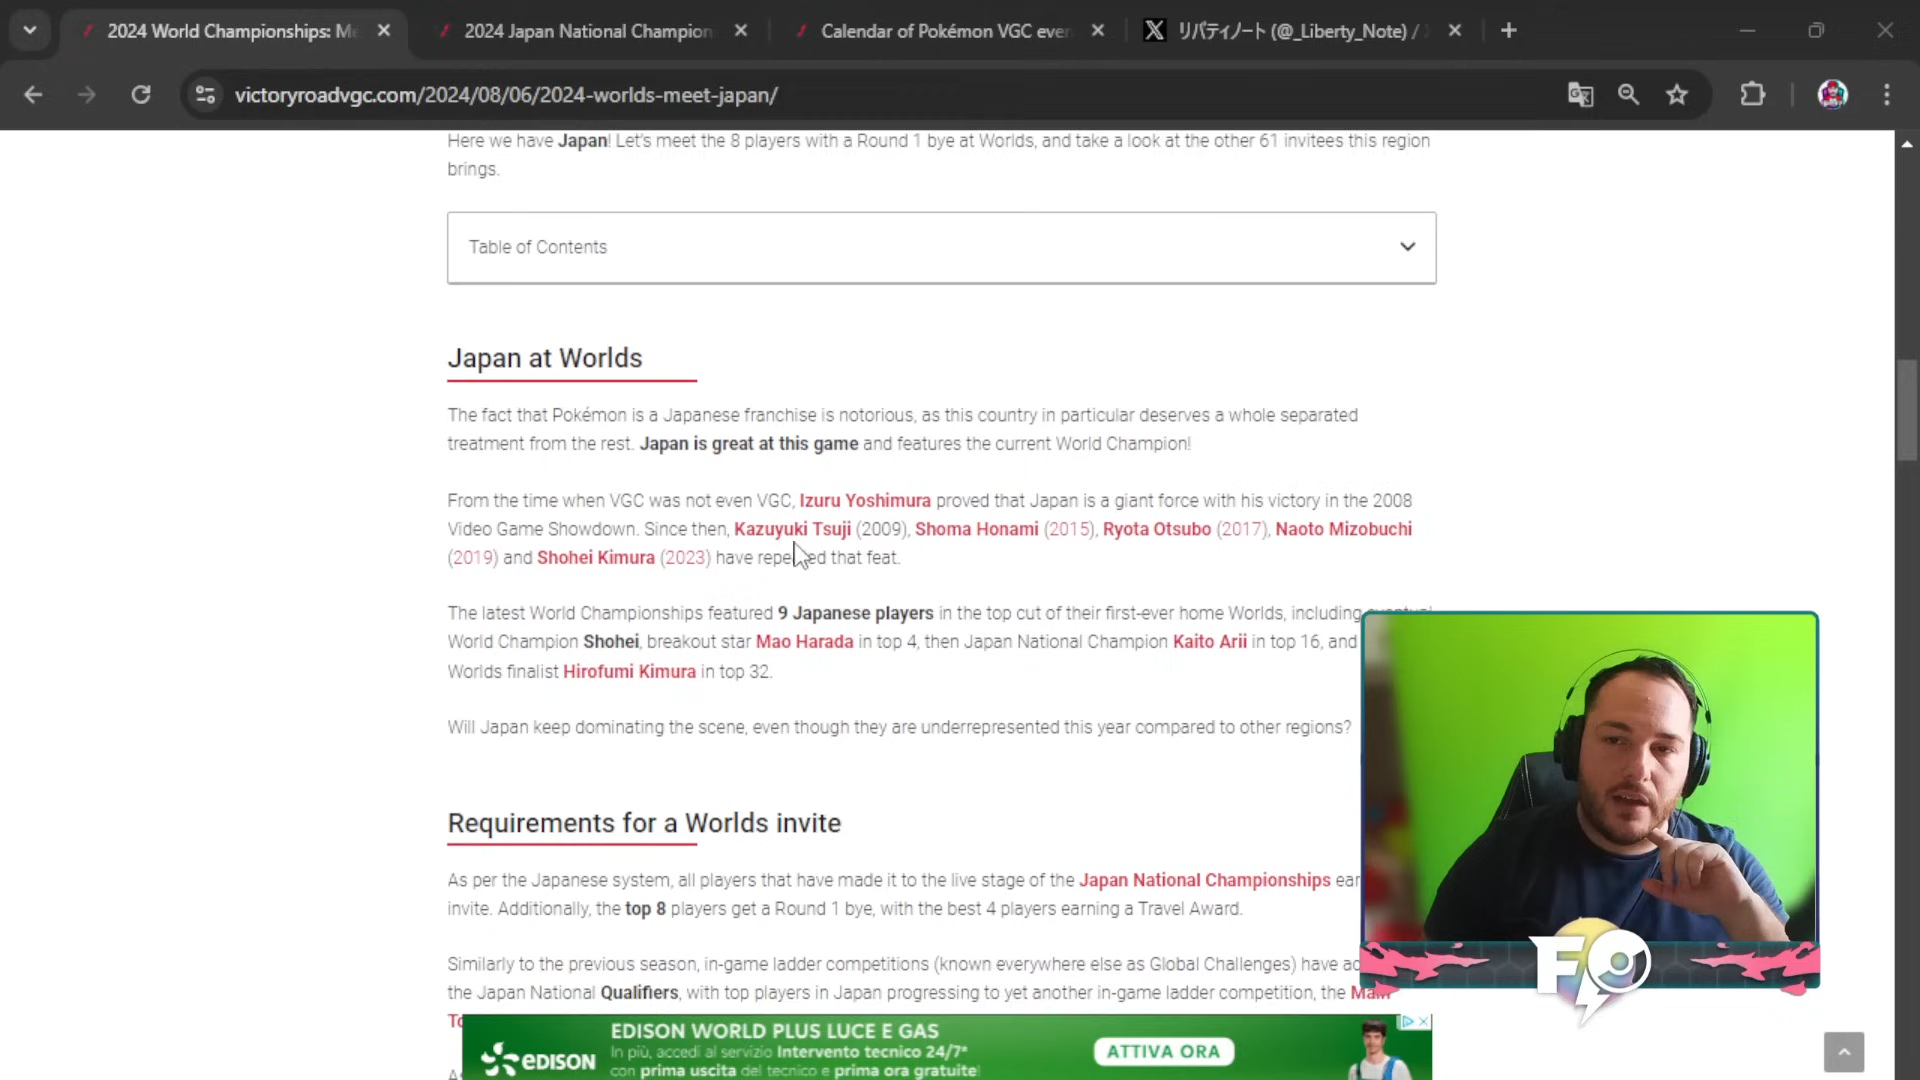 2024 World Championships: Me
2024 Japan National Champion
Calendar of Pokémon VGC even
リバティノート (@_Liberty_Note) /
victoryroadvgc.com/2024/08/06/2024-worlds-meet-japan/
Here we have Japan! Let's meet the 8 players with a Round 1 bye at Worlds, and take a look at the other 61 invitees this region
brings.
Table of Contents
Japan at Worlds
The fact that Pokémon is a Japanese franchise is notorious, as this country in particular deserves a whole separated
treatment from the rest. Japan is great at this game and features the current World Champion!
From the time when VGC was not even VGC, Izuru Yoshimura proved that Japan is a giant force with his victory in the 2008
Video Game Showdown. Since then, Kazuyuki Tsuji (2009), Shoma Honami (2015), Ryota Otsubo (2017), Naoto Mizobuchi
(2019) and Shohei Kimura (2023) have repeated that feat.
The latest World Championships featured 9 Japanese players in the top cut of their first-ever home Worlds, including
World Champion Shohei, breakout star Mao Harada in top 4, then Japan National Champion Kaito Arii in top 16, and
Worlds finalist Hirofumi Kimura in top 32.
Will Japan keep dominating the scene, even though they are underrepresented this year compared to other regions?
Requirements for a Worlds invite
As per the Japanese system, all players that have made it to the live stage of the Japan National Championships ear
invite. Additionally, the top 8 players get a Round 1 bye, with the best 4 players earning a Travel Award.
Similarly to the previous season, in-game ladder competitions (known everywhere else as Global Challenges) have ac
the Japan National Qualifiers, with top players in Japan progressing to yet another in-game ladder competition, the Main
To
EDISON WORLD PLUS LUCE E GAS
In più, accedi al servizio Intervento tecnico 24/7*
con prima uscita del tecnico e prima ora gratuite!
EDISON
ATTIVA ORA
As
F